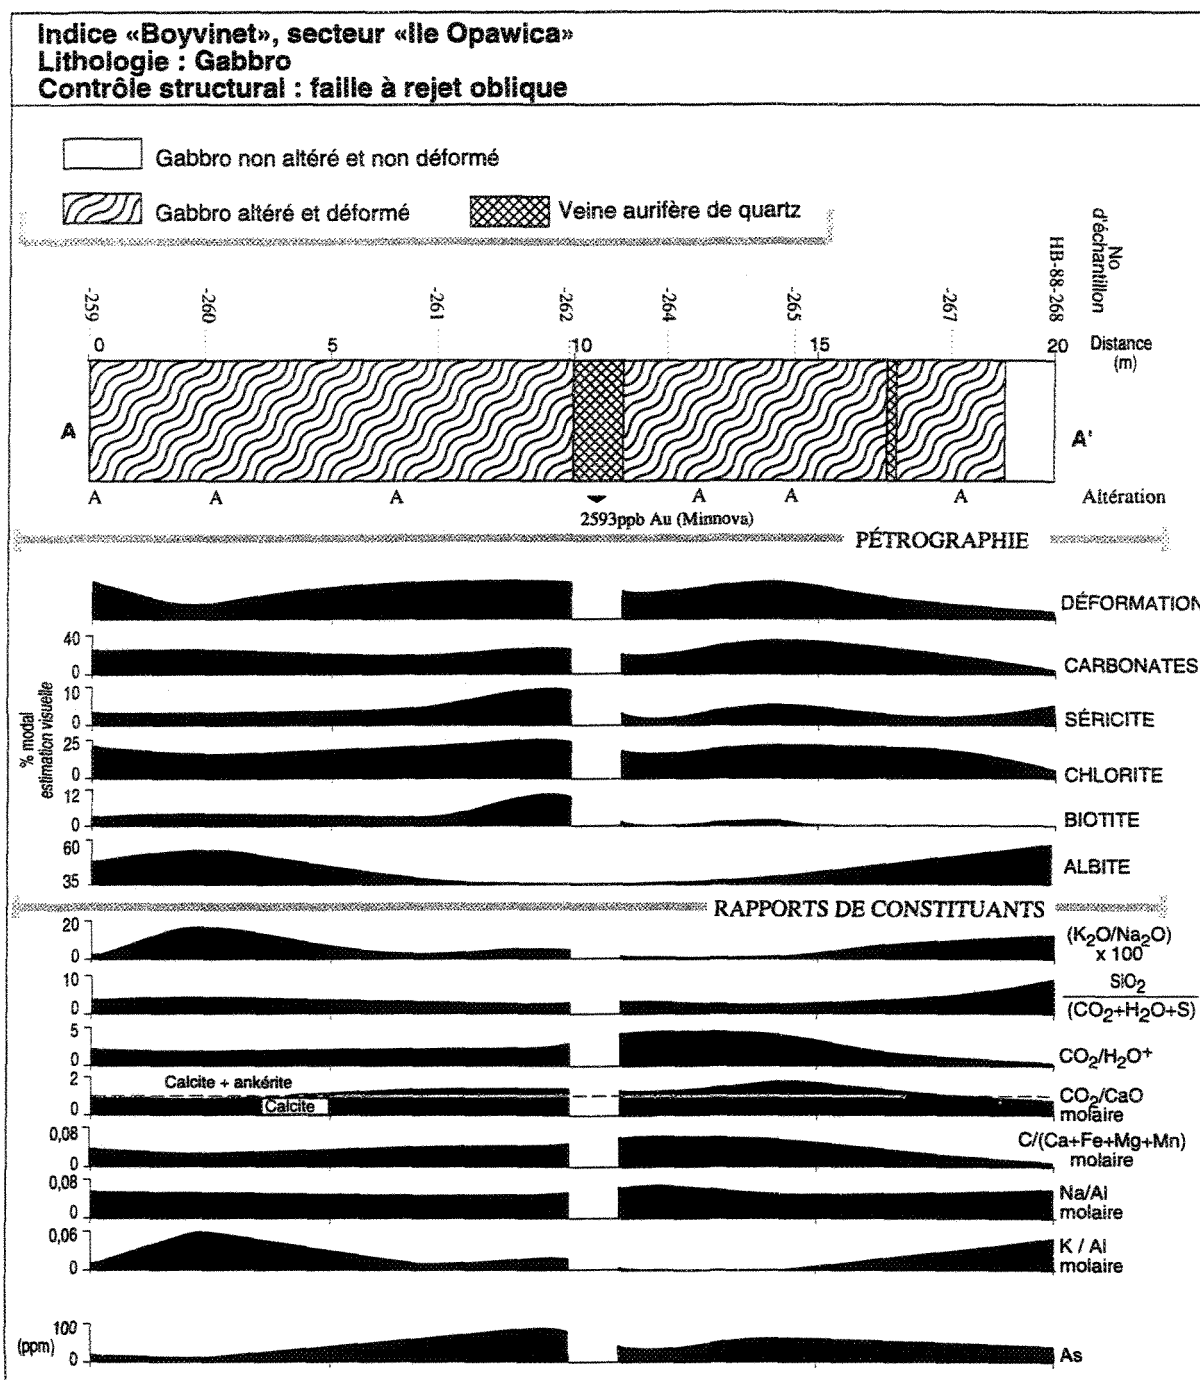 Indice «Boyvinet», secteur «Ile Opawica»
Lithologie : Gabbro
Contrôle structural : faille à rejet oblique
Gabbro non altéré et non déformé
Gabbro altéré et déformé
Veine aurifère de quartz
No
d'échantillon
-259
-260
-261
-262
-264
-265
-267
HB-88-268
0 5 10 15 20 Distance
(m)
A A'
A A A A A A Altération
2593ppb Au (Minnova)
PÉTROGRAPHIE
DÉFORMATION
% modal
estimation visuelle
40
0
CARBONATES
10
0
SÉRICITE
25
0
CHLORITE
12
0
BIOTITE
60
35
ALBITE
RAPPORTS DE CONSTITUANTS
20
0
(K2O/Na2O)
x 100
10
0
SiO2
(CO2+H2O+S)
5
0
CO2/H2O+
2
0
Calcite + ankérite
Calcite
CO2/CaO
molaire
0,08
0
C/(Ca+Fe+Mg+Mn)
molaire
0,08
0
Na/Al
molaire
0,06
0
K / Al
molaire
(ppm)
100
0
As